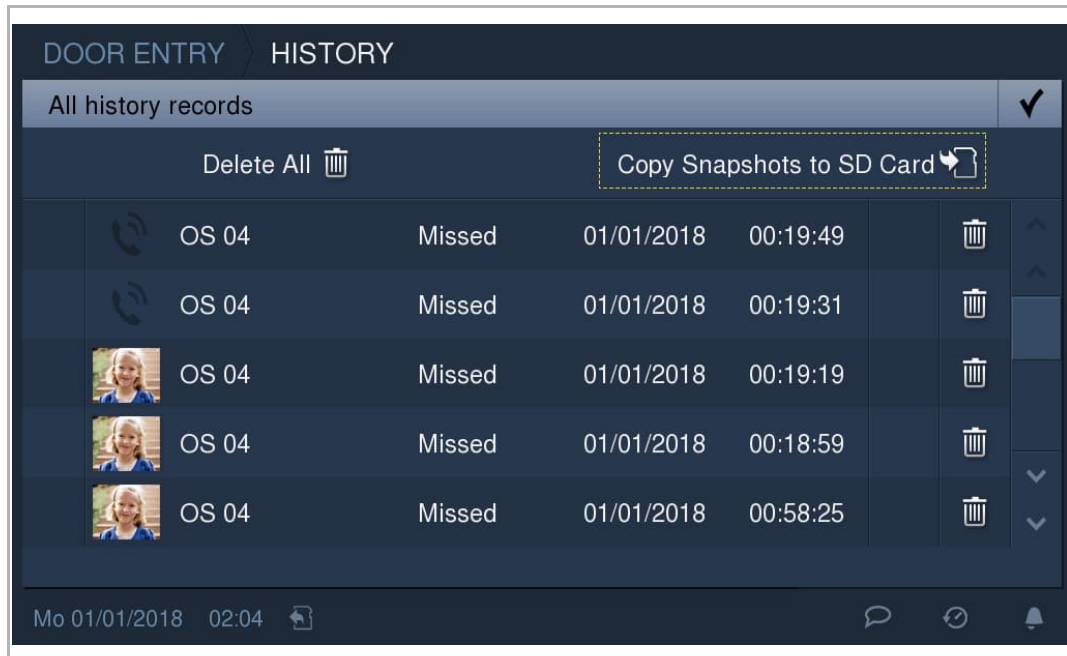 DOOR ENTRY HISTORY
All history records
Delete All Copy Snapshots to SD Card
OS 04 Missed 01/01/2018 00:19:49
OS 04 Missed 01/01/2018 00:19:31
OS 04 Missed 01/01/2018 00:19:19
OS 04 Missed 01/01/2018 00:18:59
OS 04 Missed 01/01/2018 00:58:25
Mo 01/01/2018 02:04